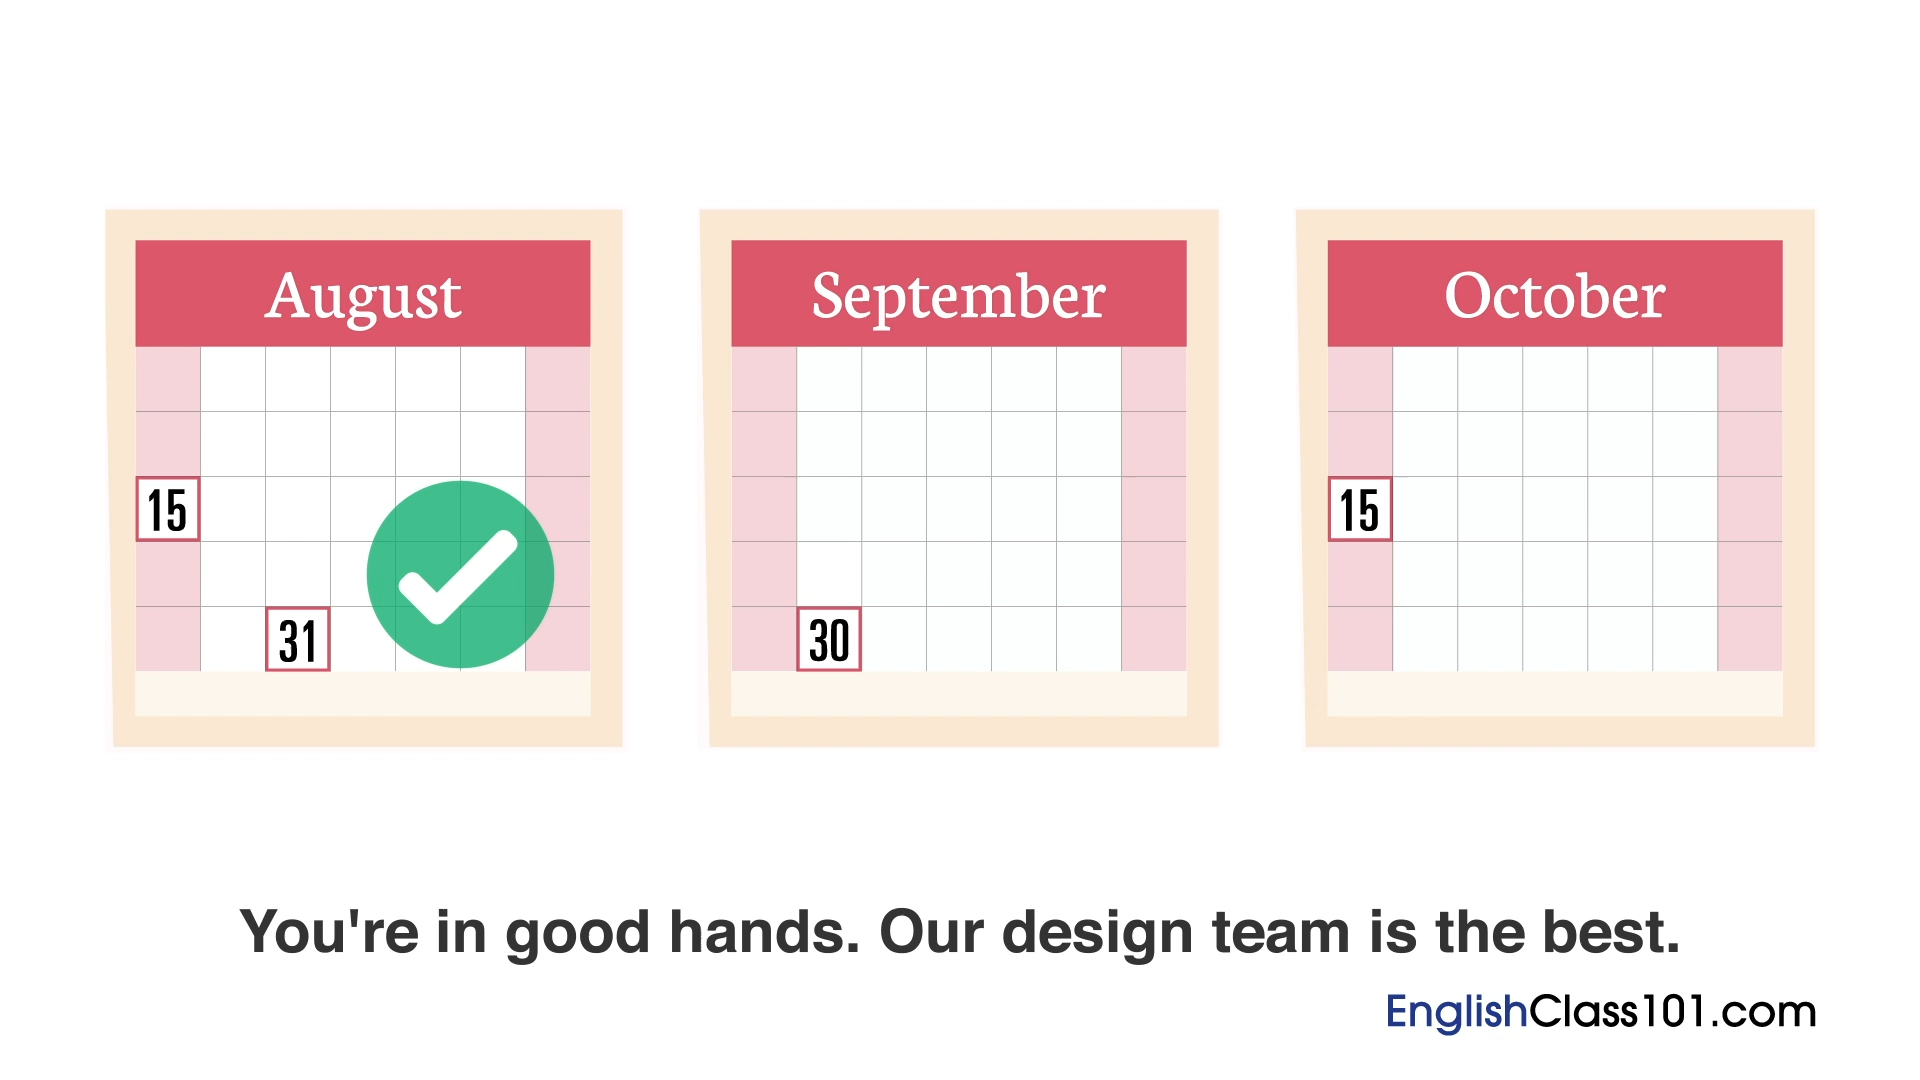 August
September
October
15
15
31
30
You're in good hands. Our design team is the best.
EnglishClass101.com